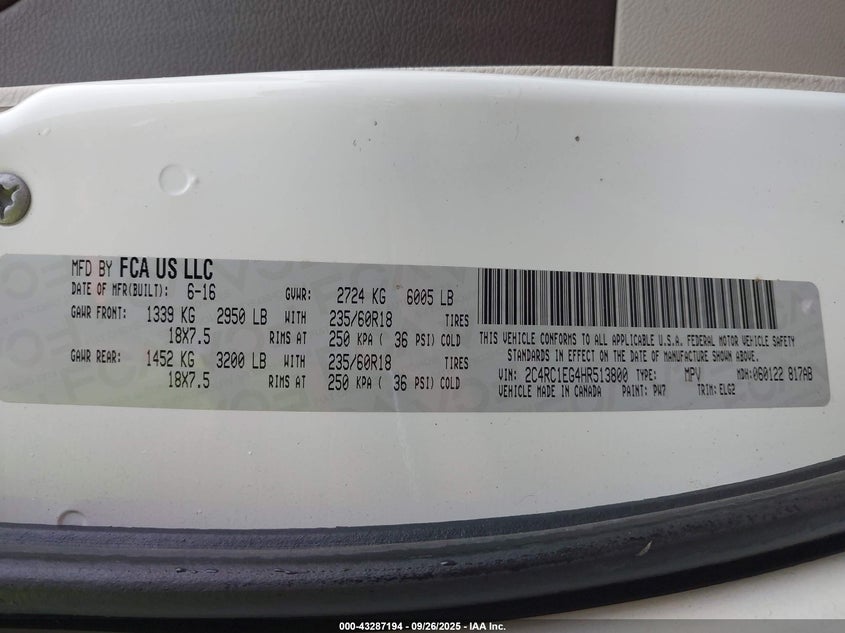 MFD BY FCA US LLC
DATE OF MFR(BUILT): 6-16 GVWR: 2724 KG 6005 LB
GAWR FRONT: 1339 KG 2950 LB WITH 235/60R18 TIRES
18X7.5 RIMS AT 250 KPA ( 36 PSI) COLD
GAWR REAR: 1452 KG 3200 LB WITH 235/60R18 TIRES
18X7.5 RIMS AT 250 KPA ( 36 PSI) COLD
THIS VEHICLE CONFORMS TO ALL APPLICABLE U.S.A. FEDERAL MOTOR VEHICLE SAFETY
STANDARDS IN EFFECT ON THE DATE OF MANUFACTURE SHOWN ABOVE.
VIN: 2C4RC1EG4HR513800 TYPE: MPV MDH:060122 817AB
VEHICLE MADE IN CANADA PAINT: PW7 TRIM: ELG2
000-43287194 - 09/26/2025 - IAA Inc.